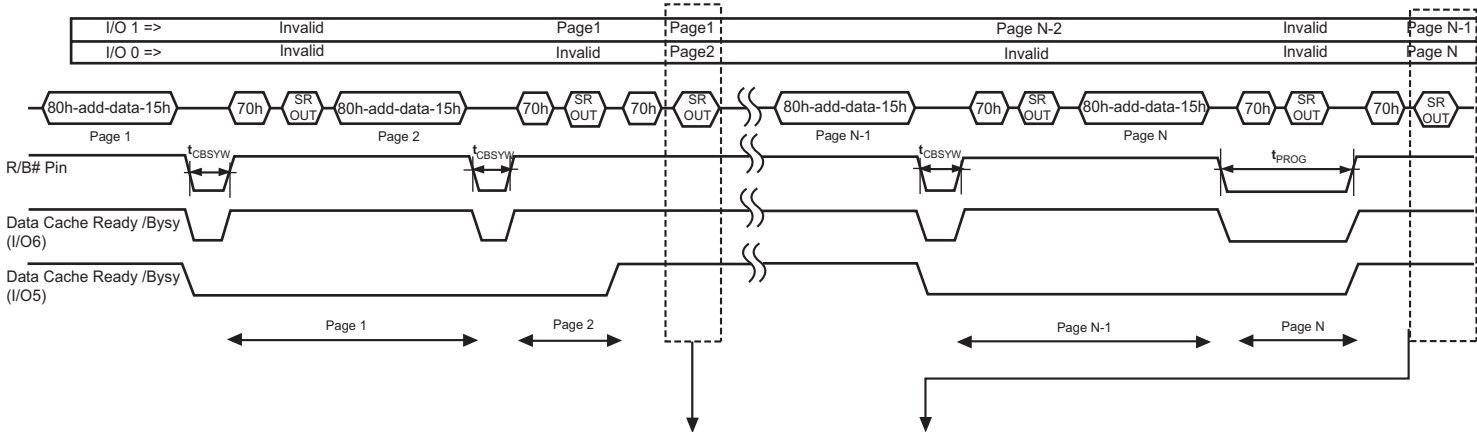 I/O 1 => Invalid Page1 Page1 Page N-2 Invalid Page N-1
I/O 0 => Invalid Invalid Page2 Invalid Invalid Page N
80h-add-data-15h 70h SR OUT 80h-add-data-15h 70h SR OUT 70h SR OUT 80h-add-data-15h 70h SR OUT 80h-add-data-15h 70h SR OUT 70h SR OUT
Page 1 Page 2 Page N-1 Page N
R/B# Pin tCBSYW tCBSYW tCBSYW tPROG
Data Cache Ready /Bysy
(I/O6)
Data Cache Ready /Bysy
(I/O5)
Page 1 Page 2 Page N-1 Page N